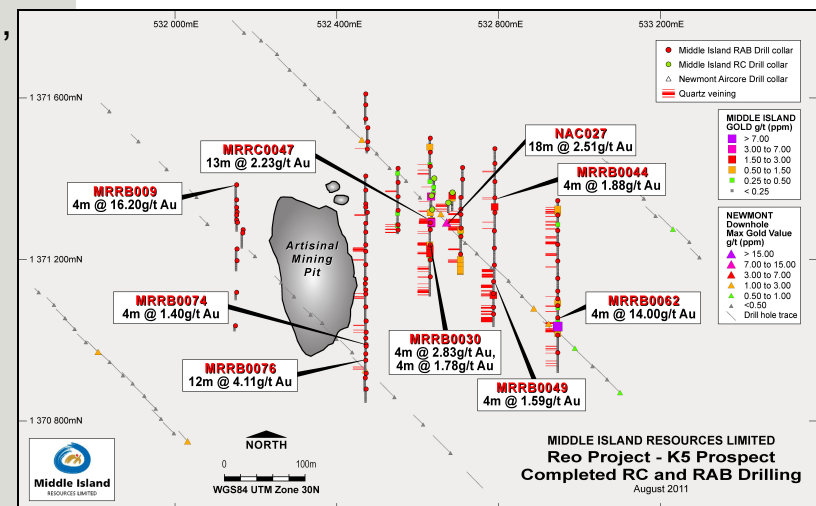 ,
532 000mE
532 400mE
532 800mE
533 200mE
1 371 600mN
1 371 200mN
1 370 800mN
Middle Island RAB Drill collar
Middle Island RC Drill collar
Newmont Aircore Drill collar
Quartz veining
MIDDLE ISLAND
GOLD g/t (ppm)
> 7.00
3.00 to 7.00
1.50 to 3.00
0.50 to 1.50
0.25 to 0.50
< 0.25
NEWMONT
Downhole
Max Gold Value
g/t (ppm)
> 15.00
7.00 to 15.00
3.00 to 7.00
1.00 to 3.00
0.50 to 1.00
<0.50
Drill hole trace
MRRC0047
13m @ 2.23g/t Au
NAC027
18m @ 2.51g/t Au
MRRB0044
4m @ 1.88g/t Au
MRRB009
4m @ 16.20g/t Au
Artisinal
Mining
Pit
MRRB0074
4m @ 1.40g/t Au
MRRB0062
4m @ 14.00g/t Au
MRRB0030
4m @ 2.83g/t Au,
4m @ 1.78g/t Au
MRRB0076
12m @ 4.11g/t Au
MRRB0049
4m @ 1.59g/t Au
Middle Island
RESOURCES LIMITED
NORTH
0 100m
WGS84 UTM Zone 30N
MIDDLE ISLAND RESOURCES LIMITED
Reo Project - K5 Prospect
Completed RC and RAB Drilling
August 2011